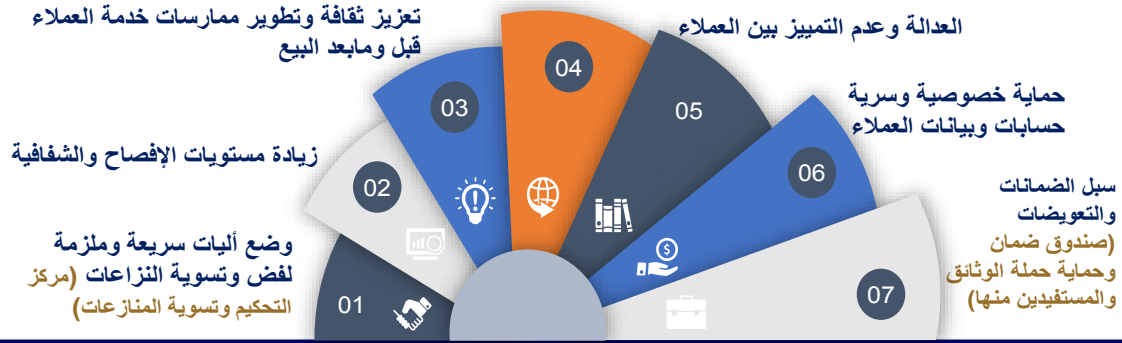 تعزيز ثقافة وتطوير ممارسات خدمة العملاء
قبل ومابعد البيع
العدالة وعدم التمييز بين العملاء
04
03
05
حماية خصوصية وسرية
حسابات وبيانات العملاء
زيادة مستويات الإفصاح والشفافية
02
06
سبل الضمانات
والتعويضات
(صندوق ضمان
وحماية حملة الوثائق
والمستفيدين منها)
وضع أليات سريعة وملزمة
لفض وتسوية النزاعات (مركز
التحكيم وتسوية المنازعات)
01
07